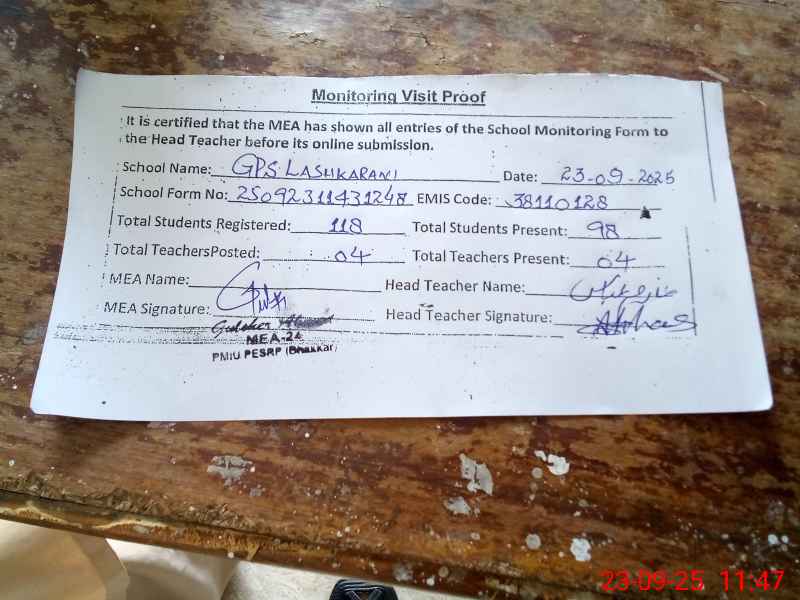 Monitoring Visit Proof
It is certified that the MEA has shown all entries of the School Monitoring Form to
the Head Teacher before its online submission.
School Name: GPS LASHKARANI Date: 23-09-2025
School Form No: 25092311431248 EMIS Code: 38110128
Total Students Registered: 118 Total Students Present: 98
Total TeachersPosted: 04 Total Teachers Present: 04
MEA Name: Head Teacher Name:
MEA Signature: Head Teacher Signature:
MEA-24
PMIU PESRP (Bhakkar)
23-09-25 11:47